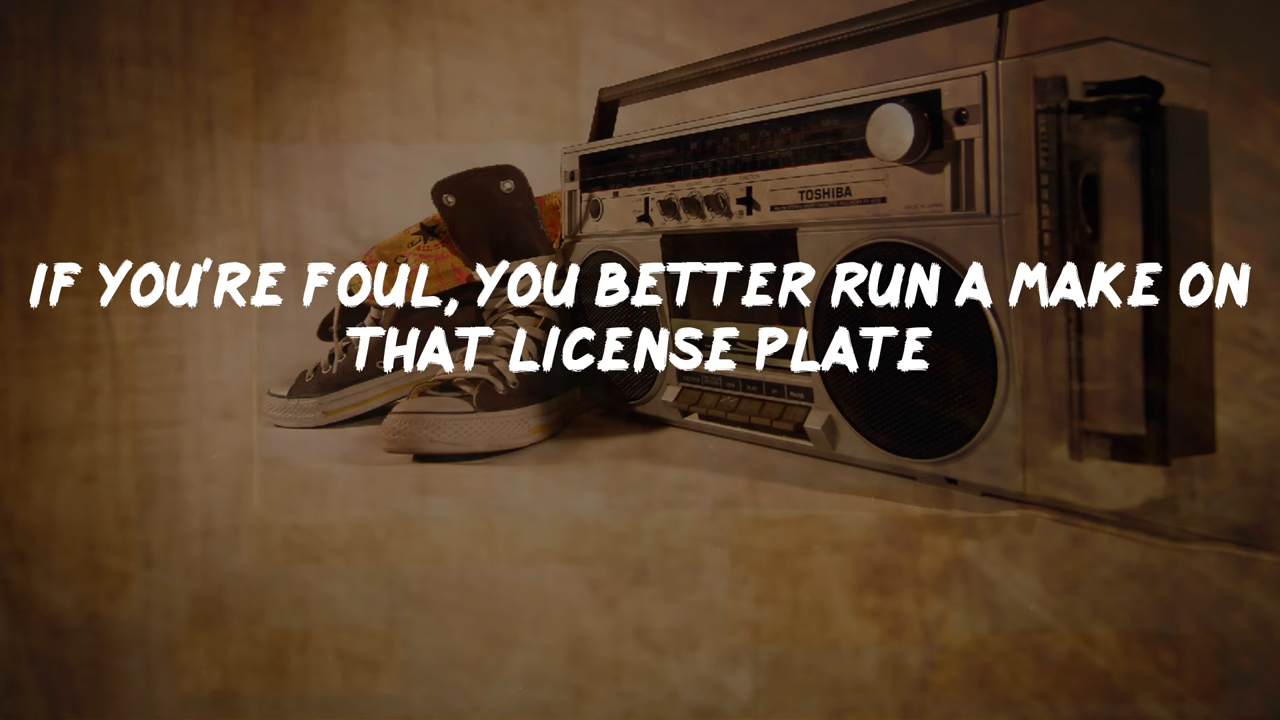 TOSHIBA
IF YOU'RE FOUL, YOU BETTER RUN A MAKE ON
THAT LICENSE PLATE